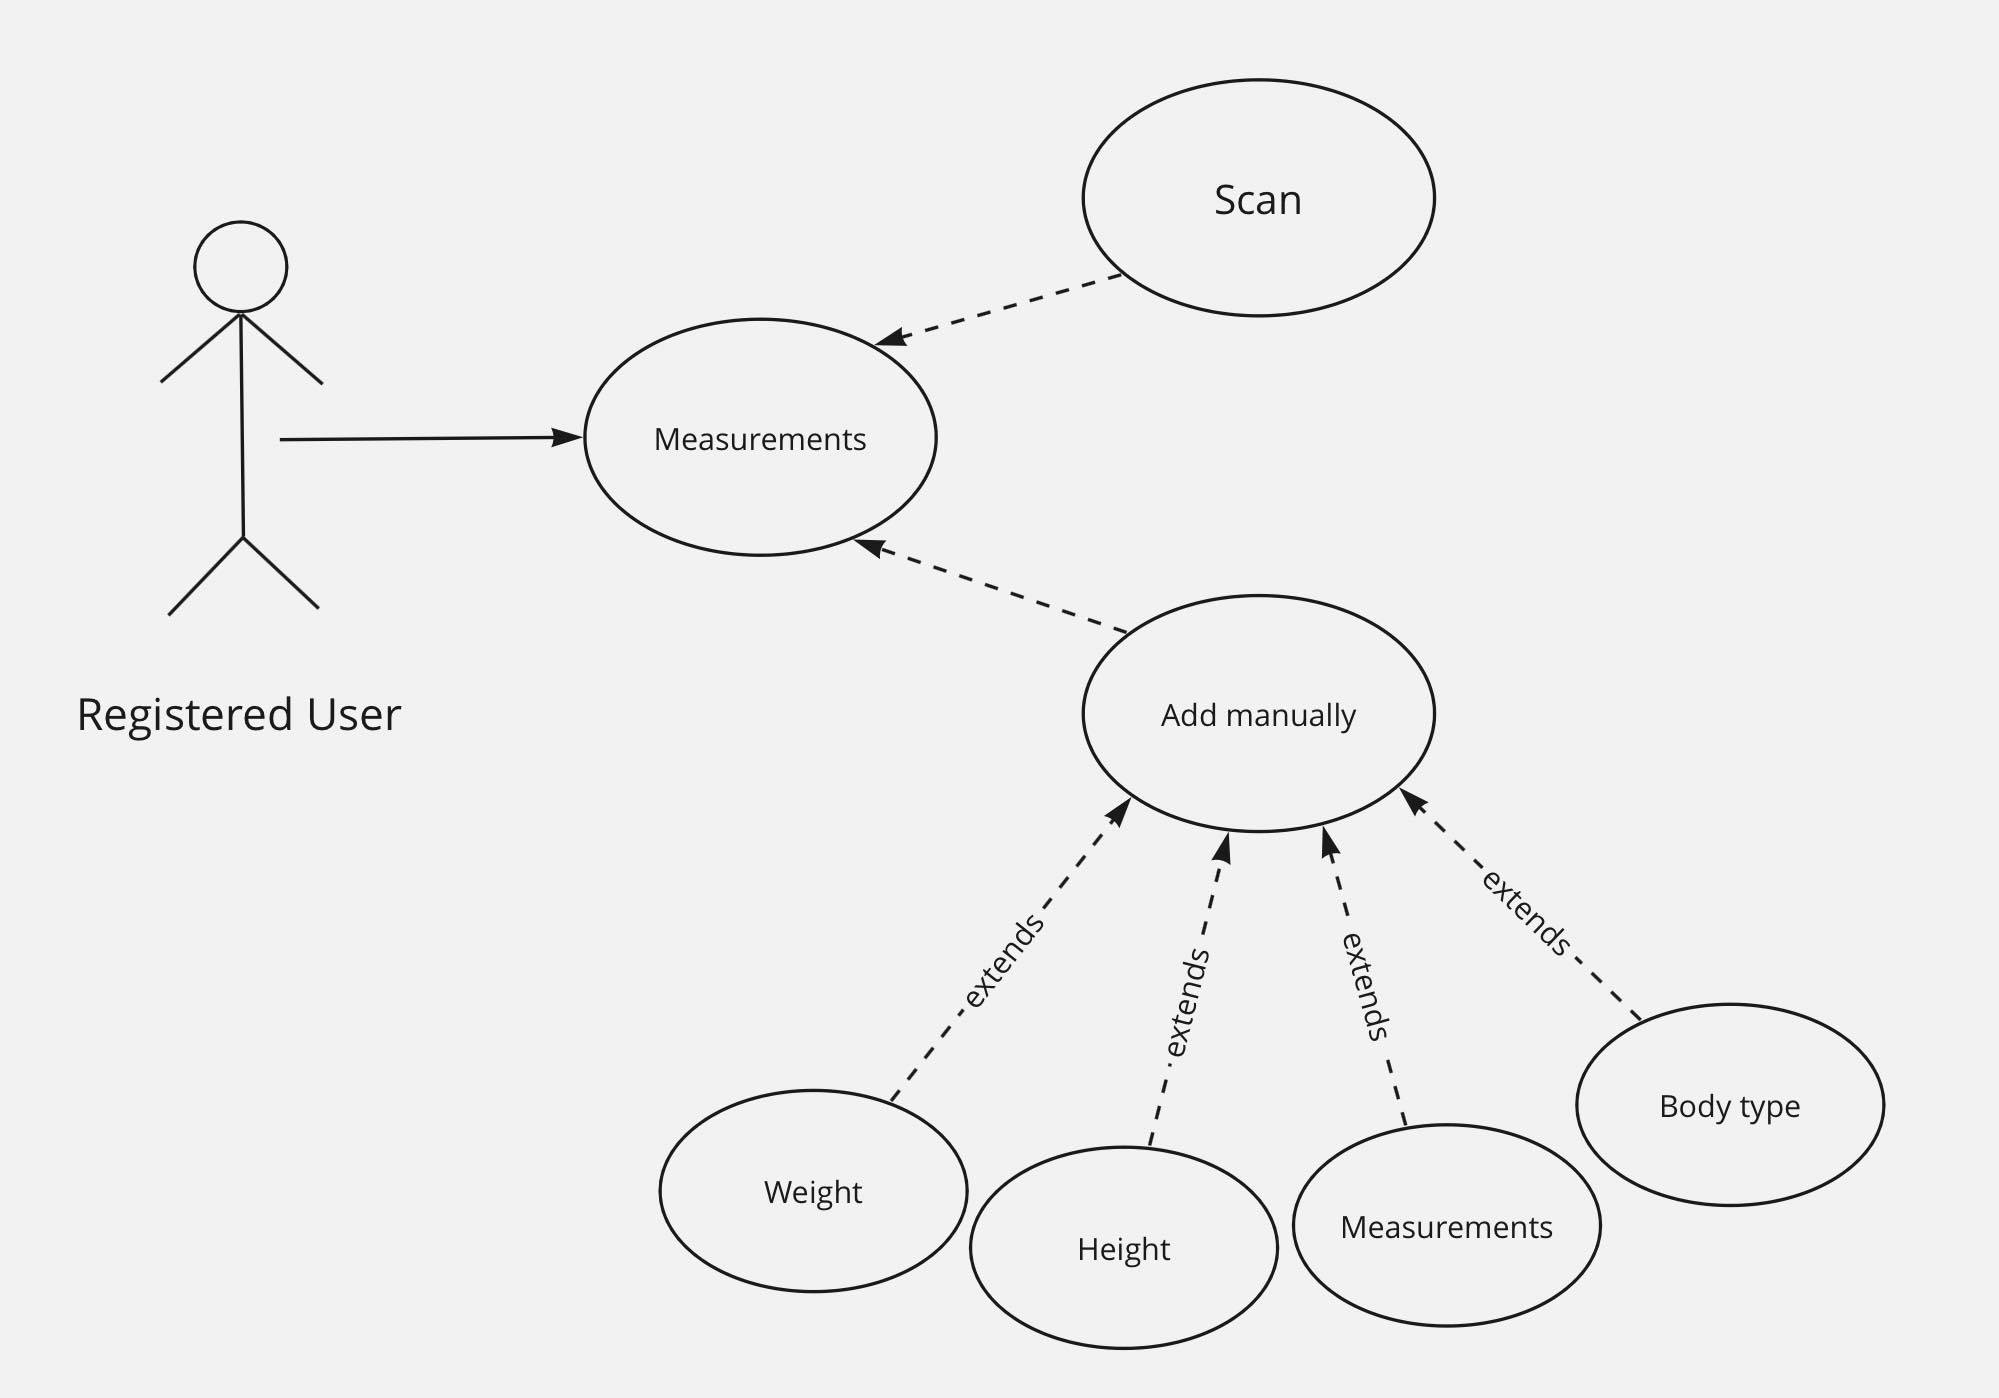 Scan
Measurements
Registered User
Add manually
extends
extends
extends
extends
Weight
Height
Measurements
Body type